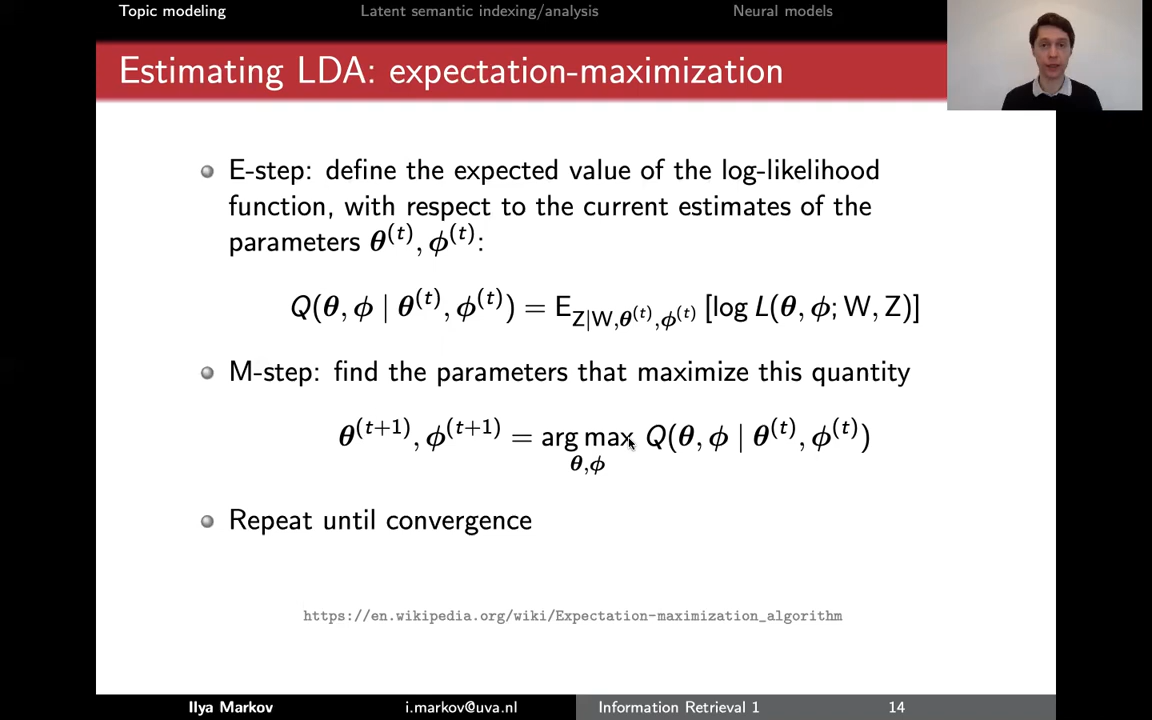 Topic modeling Latent semantic indexing/analysis Neural models
Estimating LDA: expectation-maximization
E-step: define the expected value of the log-likelihood
function, with respect to the current estimates of the
parameters θ^(t), ϕ^(t):
Q(θ, ϕ | θ^(t), ϕ^(t)) = E_{Z|W,θ^(t),ϕ^(t)} [log L(θ, ϕ; W, Z)]
M-step: find the parameters that maximize this quantity
θ^(t+1), ϕ^(t+1) = arg max Q(θ, ϕ | θ^(t), ϕ^(t))
θ,ϕ
Repeat until convergence
https://en.wikipedia.org/wiki/Expectation-maximization_algorithm
Ilya Markov i.markov@uva.nl Information Retrieval 1 14